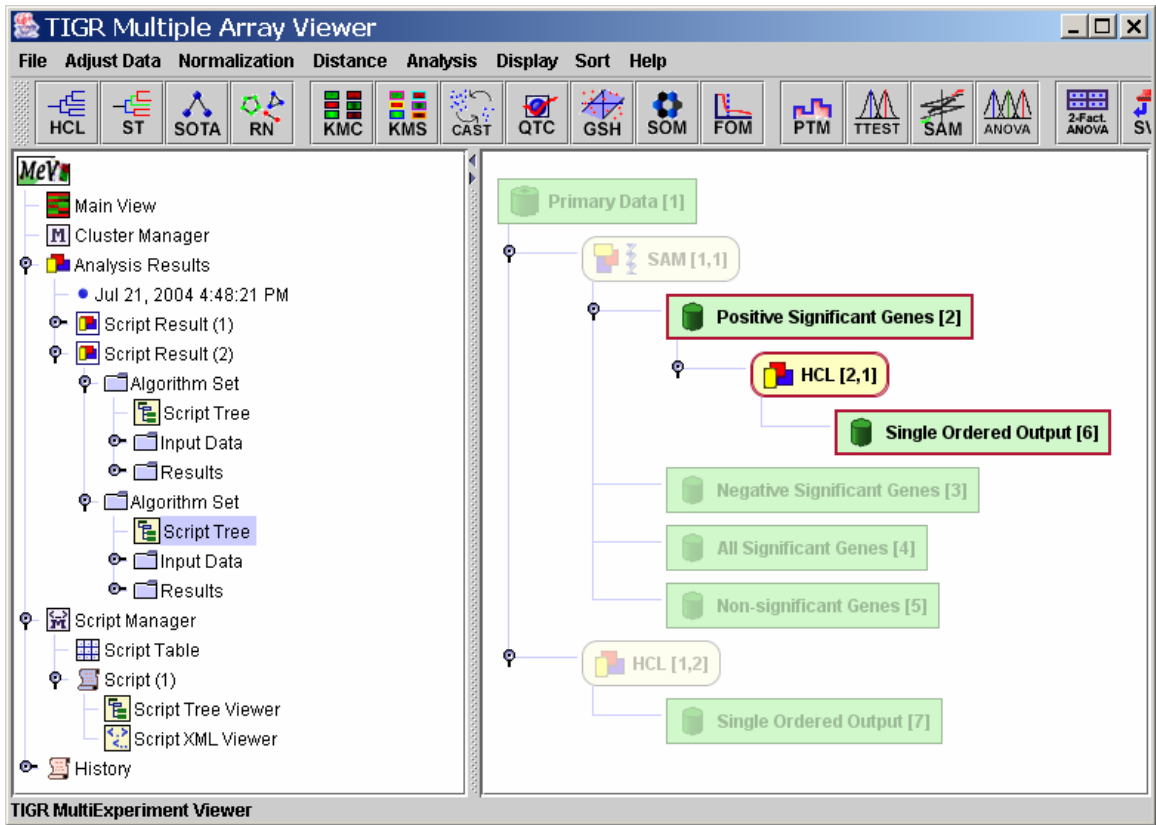 TIGR Multiple Array Viewer
File Adjust Data Normalization Distance Analysis Display Sort Help
HCL ST SOTA RN KMC KMS CAST QTC GSH SOM FOM PTM TTEST SAM ANOVA 2-Fact. ANOVA
MeV
Main View
M Cluster Manager
Analysis Results
Jul 21, 2004 4:48:21 PM
Script Result (1)
Script Result (2)
Algorithm Set
Script Tree
Input Data
Results
Algorithm Set
Script Tree
Input Data
Results
Script Manager
Script Table
Script (1)
Script Tree Viewer
Script XML Viewer
History
Primary Data [1]
SAM [1,1]
Positive Significant Genes [2]
HCL [2,1]
Single Ordered Output [6]
Negative Significant Genes [3]
All Significant Genes [4]
Non-significant Genes [5]
HCL [1,2]
Single Ordered Output [7]
TIGR MultiExperiment Viewer